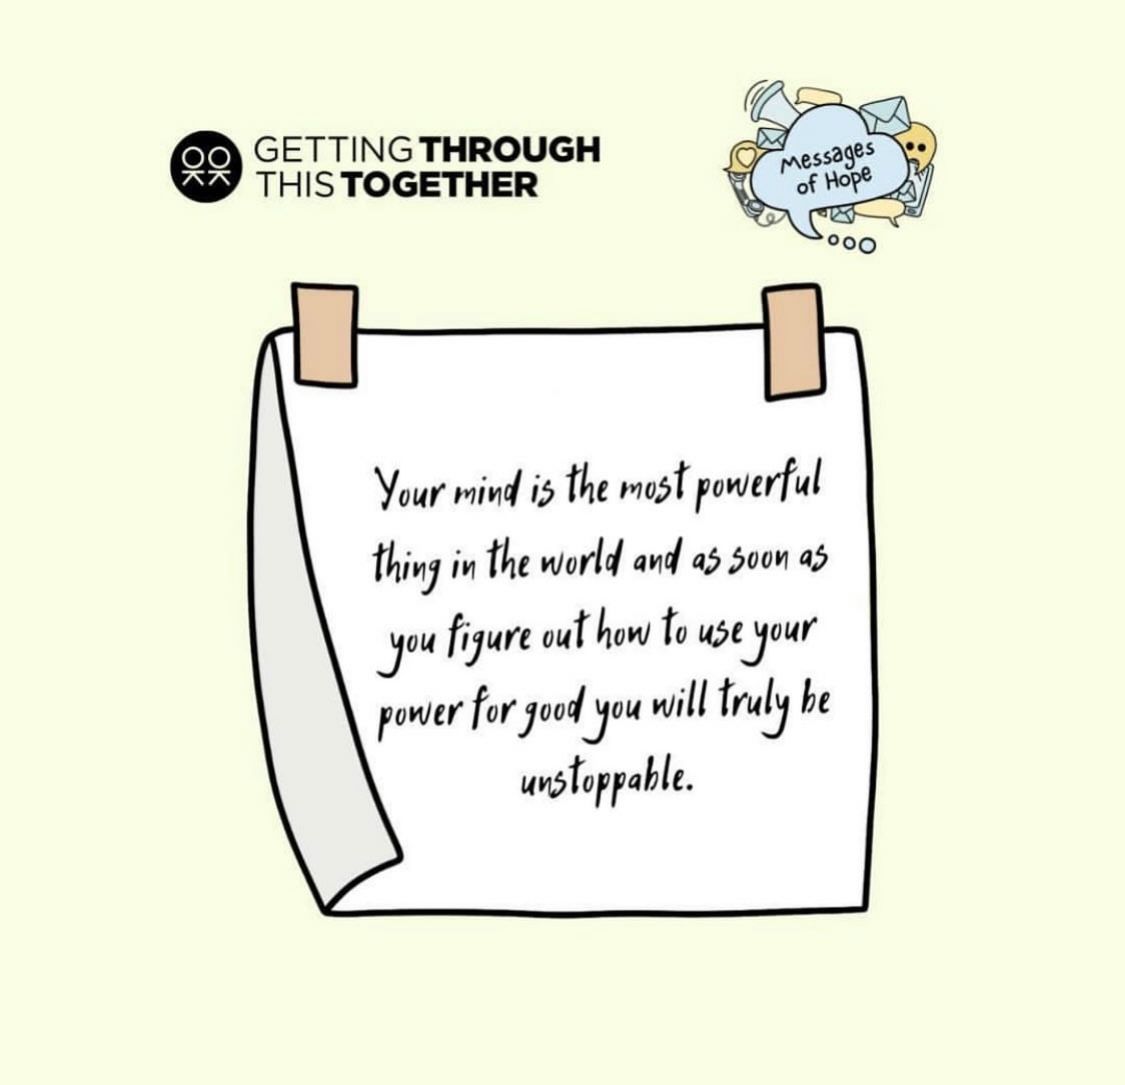 GETTING THROUGH
THIS TOGETHER
Messages
of Hope
Your mind is the most powerful
thing in the world and as soon as
you figure out how to use your
power for good you will truly be
unstoppable.